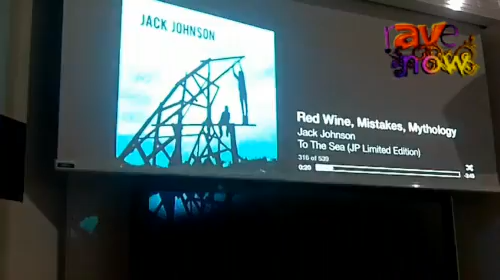 JACK JOHNSON
rave
now
Red Wine, Mistakes, Mythology
Jack Johnson
To The Sea (JP Limited Edition)
316 of 539
0:20